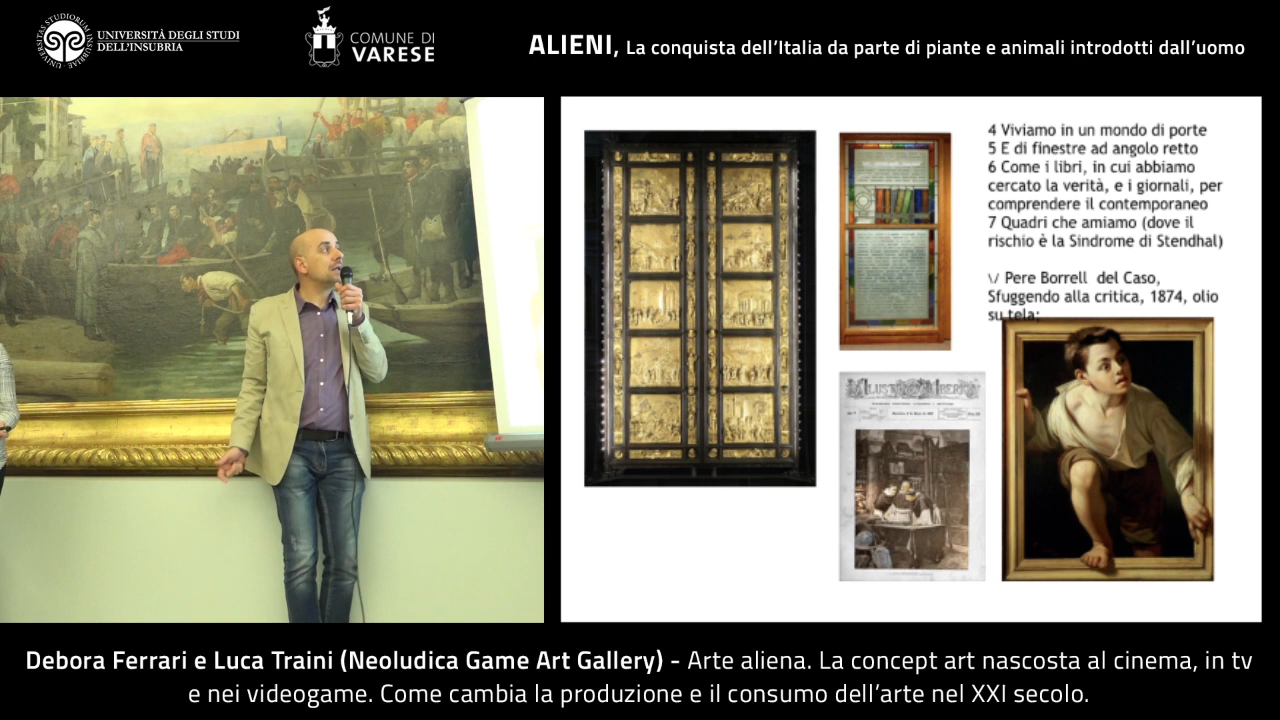 UNIVERSITÀ DEGLI STUDI
DELL'INSUBRIA
COMUNE DI
VARESE
ALIENI, La conquista dell'Italia da parte di piante e animali introdotti dall'uomo
4 Viviamo in un mondo di porte
5 E di finestre ad angolo retto
6 Come i libri, in cui abbiamo
cercato la verità, e i giornali, per
comprendere il contemporaneo
7 Quadri che amiamo (dove il
rischio è la Sindrome di Stendhal)
\/ Pere Borrell del Caso,
Sfuggendo alla critica, 1874, olio
su tela;
Debora Ferrari e Luca Traini (Neoludica Game Art Gallery) - Arte aliena. La concept art nascosta al cinema, in tv
e nei videogame. Come cambia la produzione e il consumo dell'arte nel XXI secolo.